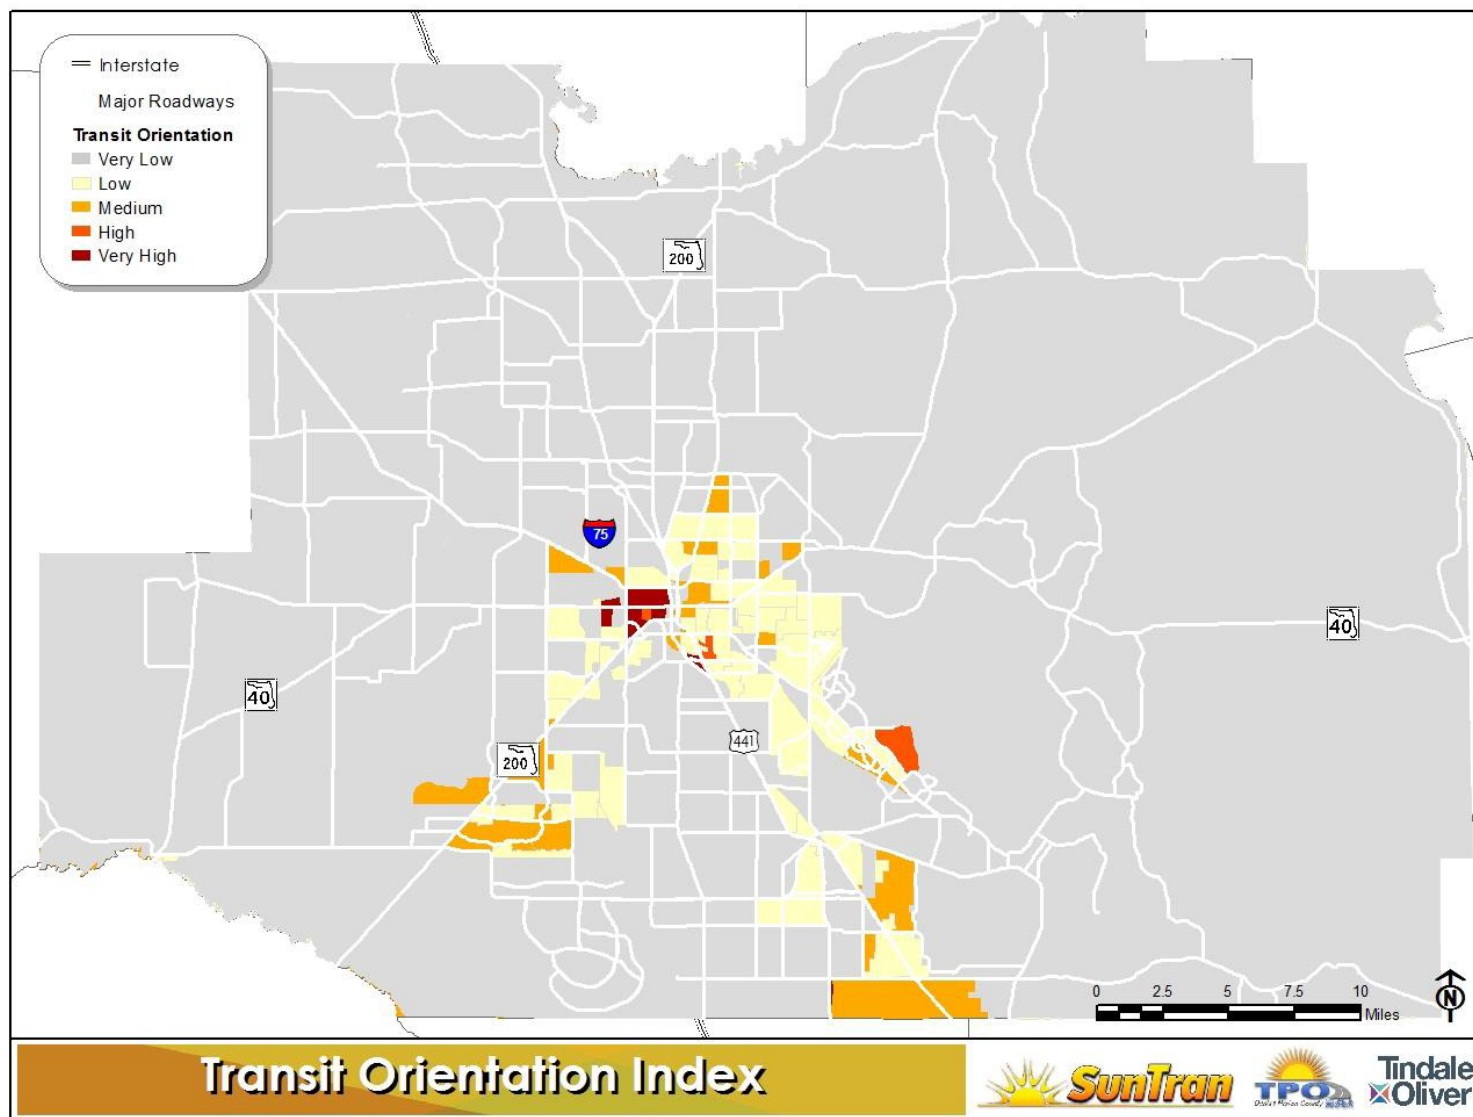 Interstate
Major Roadways
Transit Orientation
Very Low
Low
Medium
High
Very High
200
75
40
40
441
200
0 2.5 5 7.5 10
Miles
N
Transit Orientation Index
SunTran
TPO
Tindale
Oliver